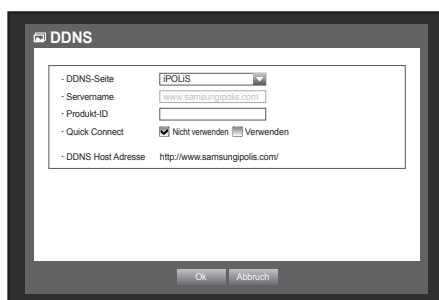 DDNS
· DDNS-Seite iPOLiS
· Servername www.samsungipolis.com
· Produkt-ID
· Quick Connect Nicht verwenden Verwenden
· DDNS Host Adresse http://www.samsungipolis.com/
Ok Abbruch